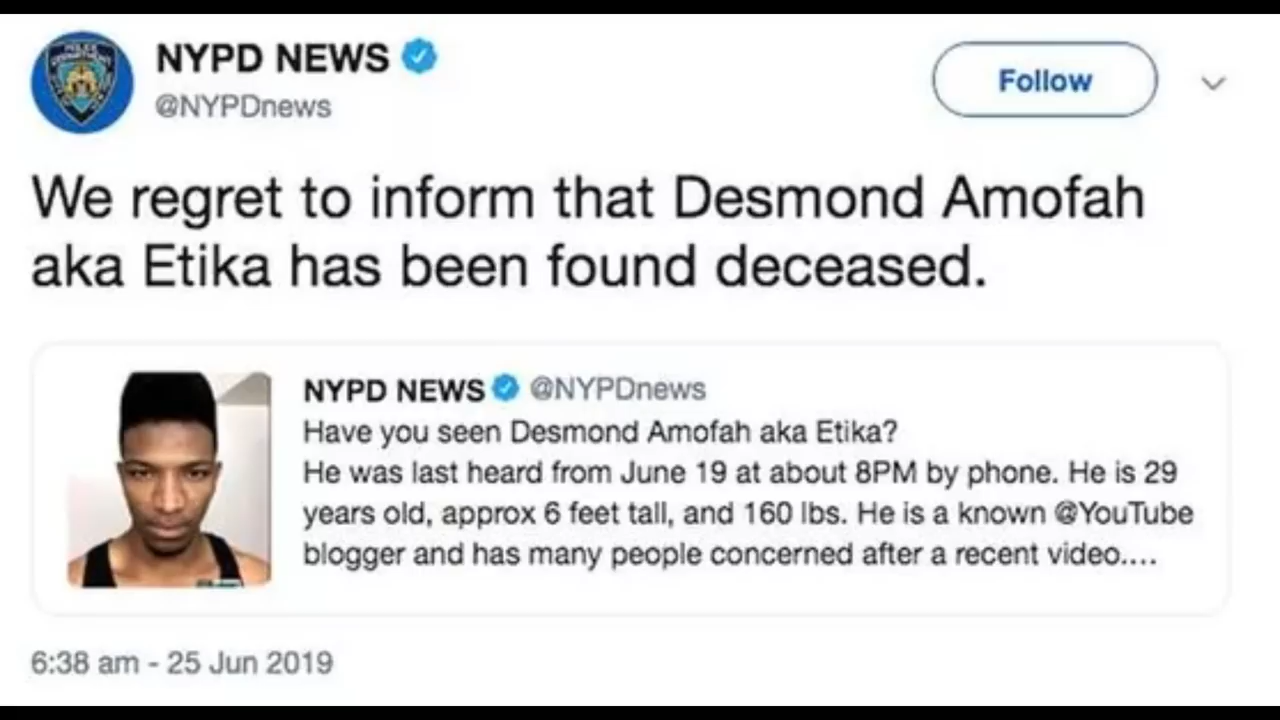 NYPD NEWS
@NYPDnews
Follow
We regret to inform that Desmond Amofah
aka Etika has been found deceased.
NYPD NEWS @NYPDnews
Have you seen Desmond Amofah aka Etika?
He was last heard from June 19 at about 8PM by phone. He is 29
years old, approx 6 feet tall, and 160 lbs. He is a known @YouTube
blogger and has many people concerned after a recent video....
6:38 am - 25 Jun 2019